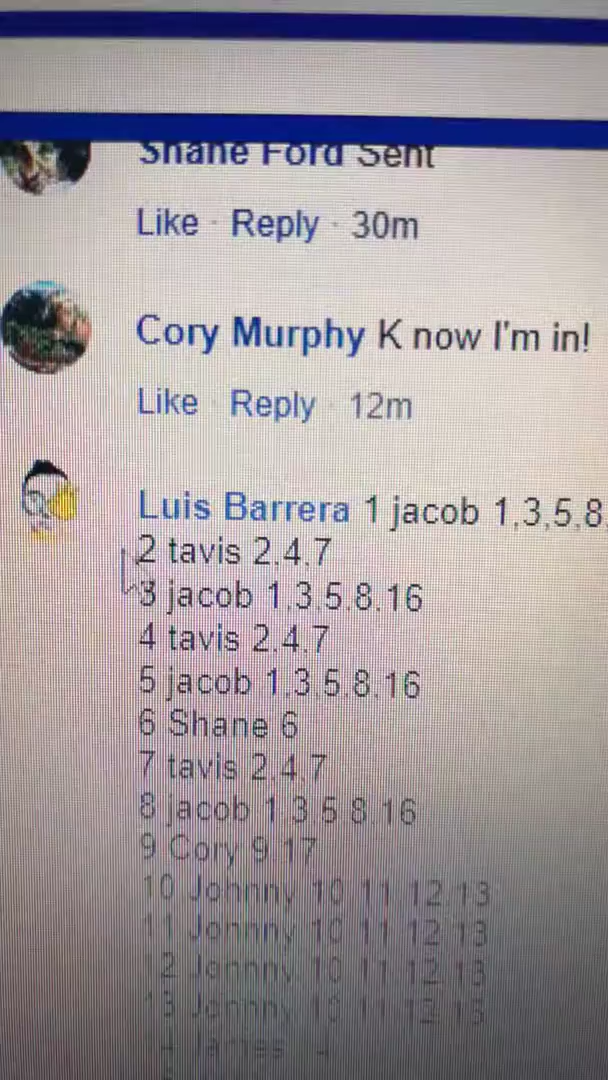 Shane Ford Sent
Like · Reply · 30m
Cory Murphy K now I'm in!
Like · Reply · 12m
Luis Barrera 1 jacob 1,3,5,8,
2 tavis 2,4,7
3 jacob 1,3,5,8,16
4 tavis 2,4,7
5 jacob 1,3,5,8,16
6 Shane 6
7 tavis 2,4,7
8 jacob 1,3,5,8,16
9 Cory 9,17
10 Johnny 10,11,12,13
11 Johnny 10,11,12,13
12 Johnny 10,11,12,13
13 Johnny 10,11,12,13
James